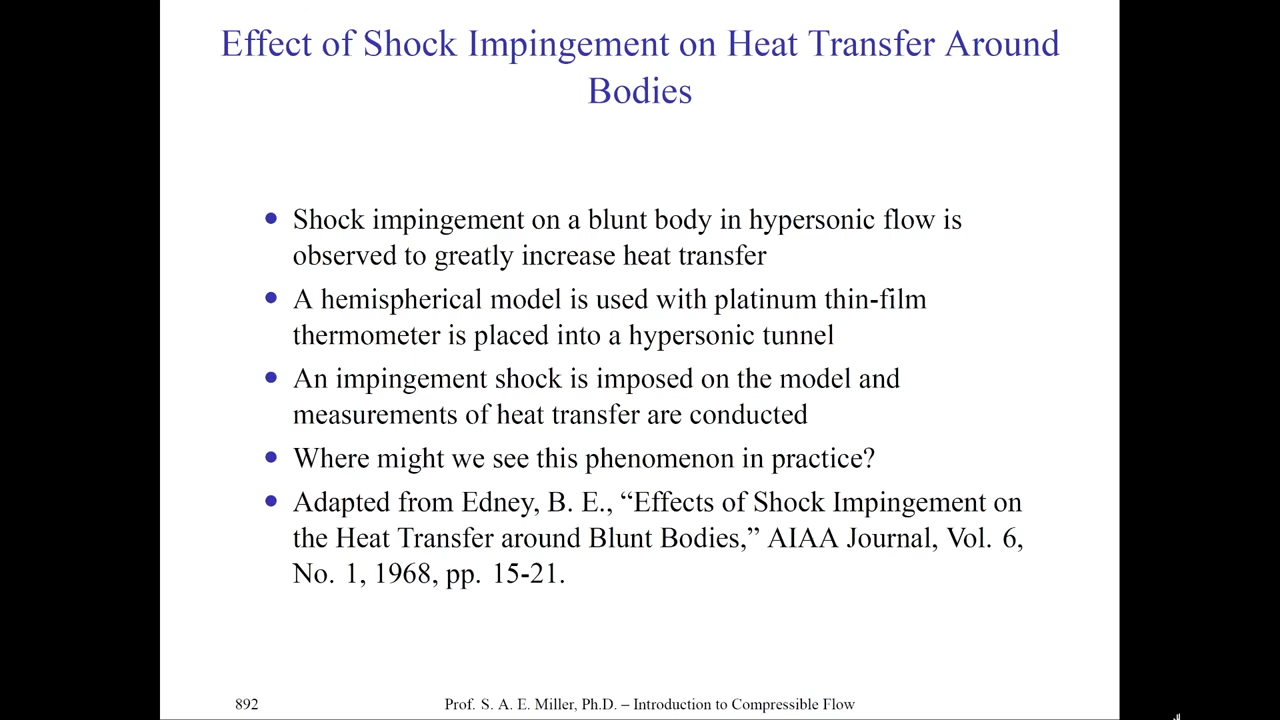 Effect of Shock Impingement on Heat Transfer Around
Bodies
• Shock impingement on a blunt body in hypersonic flow is
observed to greatly increase heat transfer
• A hemispherical model is used with platinum thin-film
thermometer is placed into a hypersonic tunnel
• An impingement shock is imposed on the model and
measurements of heat transfer are conducted
• Where might we see this phenomenon in practice?
• Adapted from Edney, B. E., “Effects of Shock Impingement on
the Heat Transfer around Blunt Bodies,” AIAA Journal, Vol. 6,
No. 1, 1968, pp. 15-21.
892 Prof. S. A. E. Miller, Ph.D. – Introduction to Compressible Flow